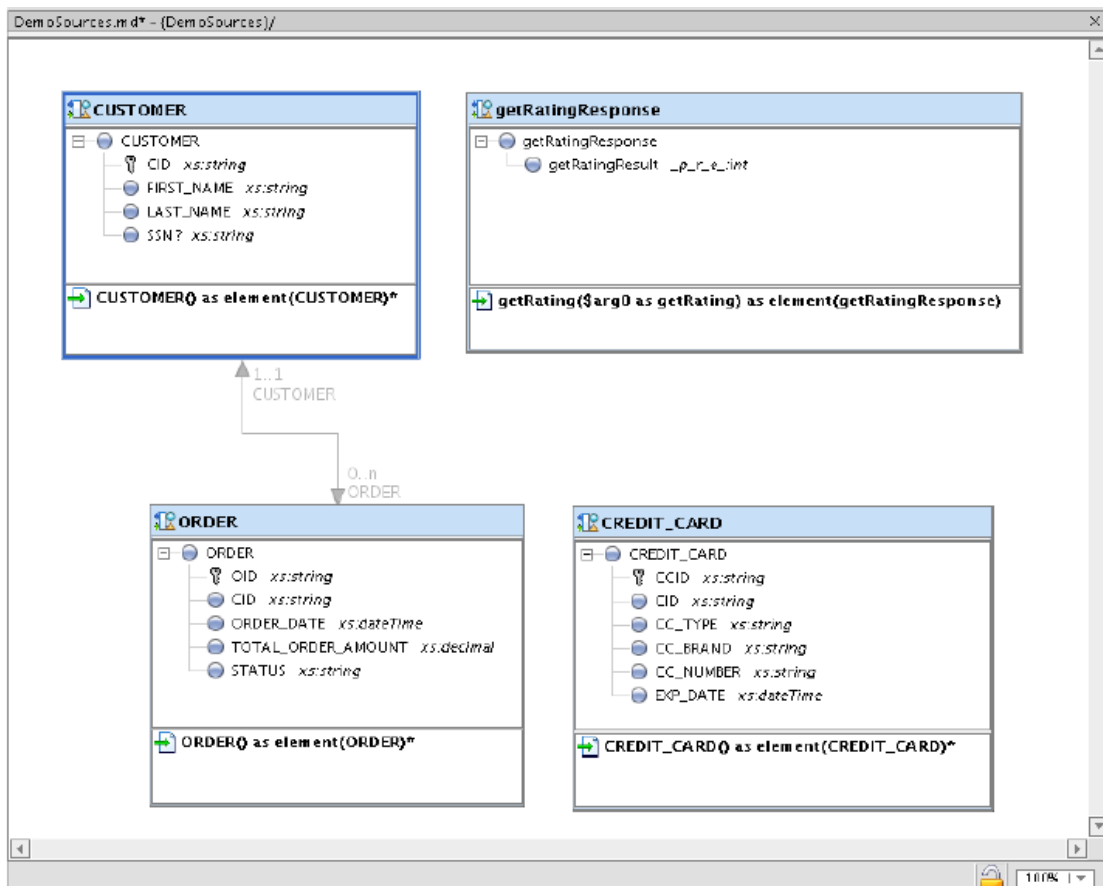 DemoSources.md* - {DemoSources}/
CUSTOMER
CUSTOMER
CID xs:string
FIRST_NAME xs:string
LAST_NAME xs:string
SSN? xs:string
CUSTOMER() as element(CUSTOMER)*
getRatingResponse
getRatingResponse
getRatingResult _p_r_e_:int
getRating($arg0 as getRating) as element(getRatingResponse)
1..1
CUSTOMER
0..n
ORDER
ORDER
ORDER
OID xs:string
CID xs:string
ORDER_DATE xs:dateTime
TOTAL_ORDER_AMOUNT xs:decimal
STATUS xs:string
ORDER() as element(ORDER)*
CREDIT_CARD
CREDIT_CARD
CCID xs:string
CID xs:string
CC_TYPE xs:string
CC_BRAND xs:string
CC_NUMBER xs:string
EXP_DATE xs:dateTime
CREDIT_CARD() as element(CREDIT_CARD)*
100%